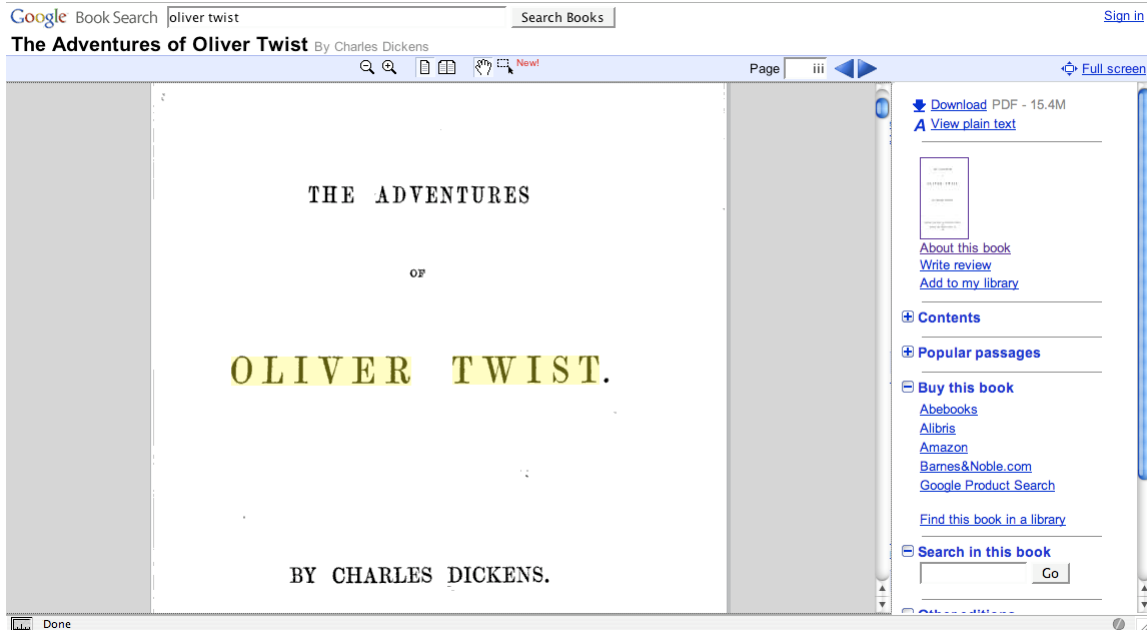 Google Book Search oliver twist Search Books Sign in
The Adventures of Oliver Twist By Charles Dickens
New! Page iii Full screen
THE ADVENTURES
OF
OLIVER TWIST.
BY CHARLES DICKENS.
Download PDF - 15.4M
A View plain text
About this book
Write review
Add to my library
Contents
Popular passages
Buy this book
Abebooks
Alibris
Amazon
Barnes&Noble.com
Google Product Search
Find this book in a library
Search in this book
Go
Other editions
Done